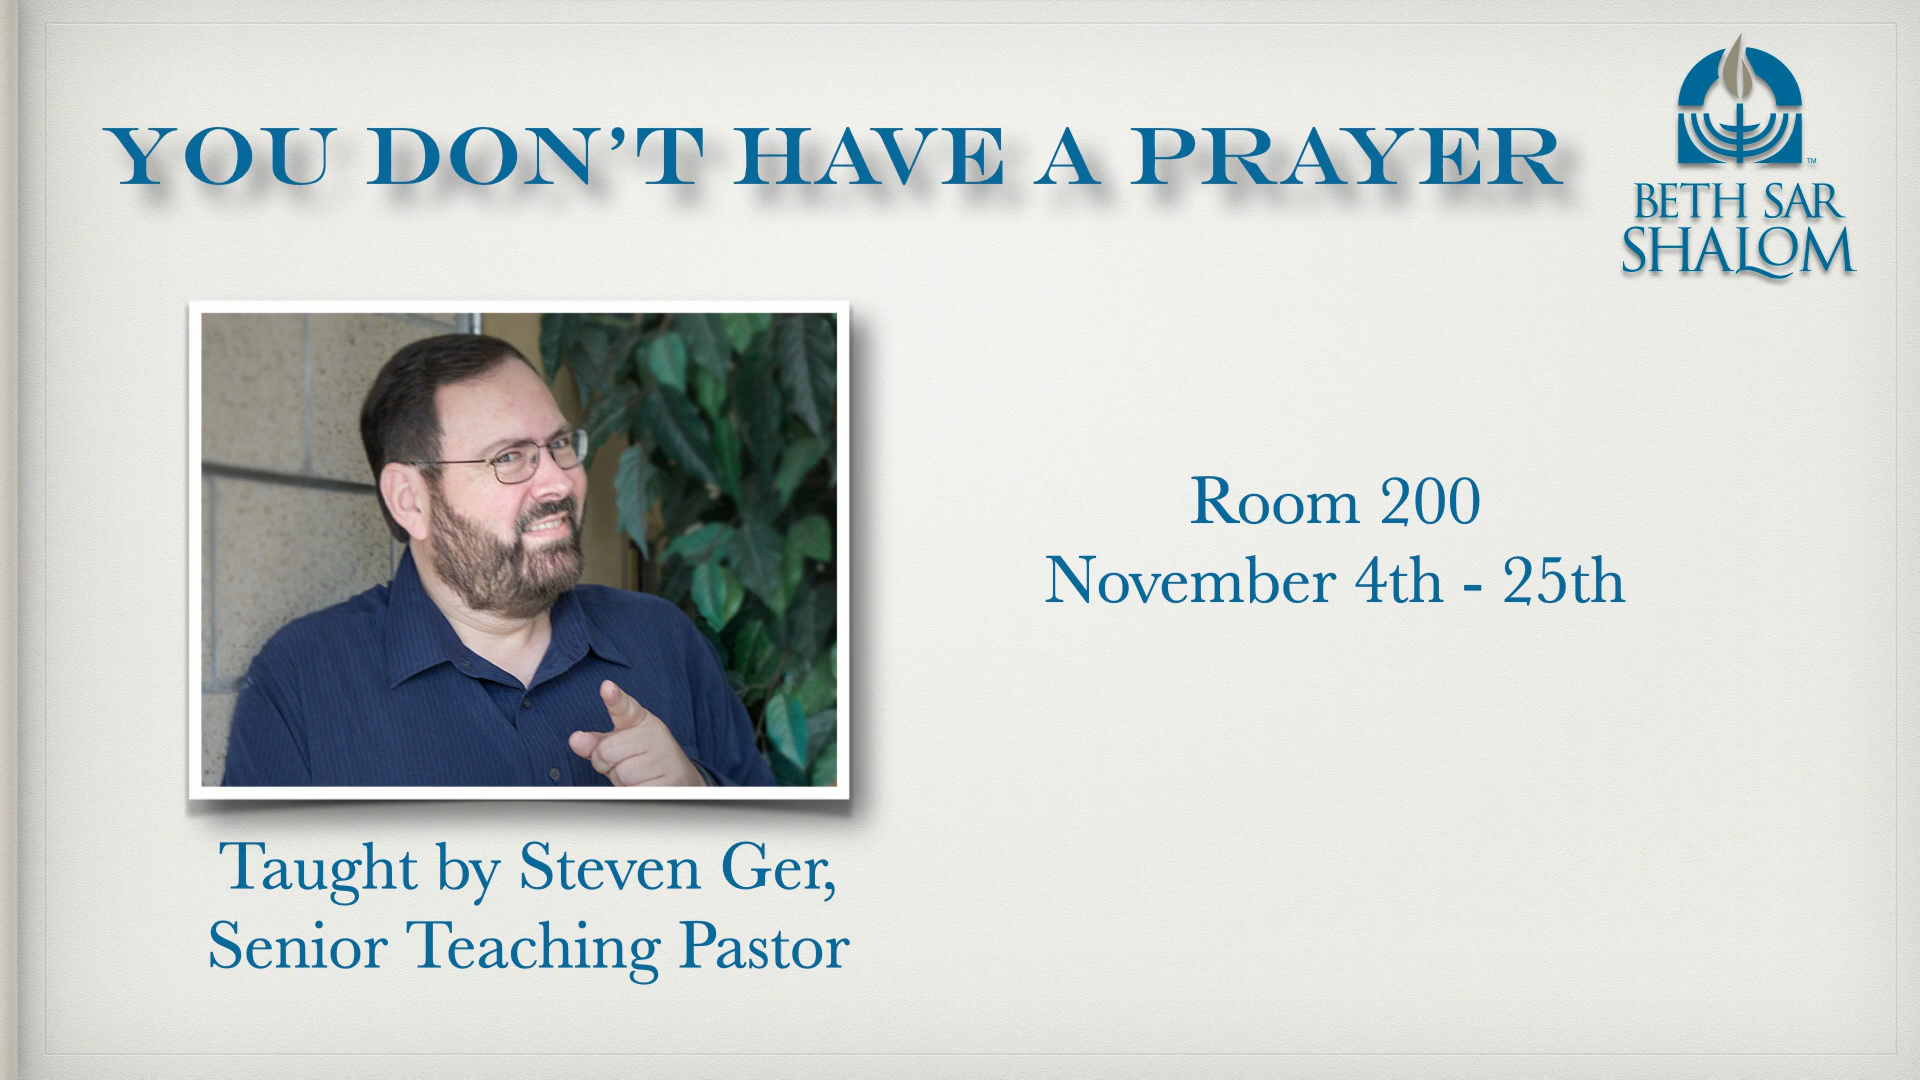 YOU DON'T HAVE A PRAYER
TM
BETH SAR
SHALOM
Room 200
November 4th - 25th
Taught by Steven Ger,
Senior Teaching Pastor